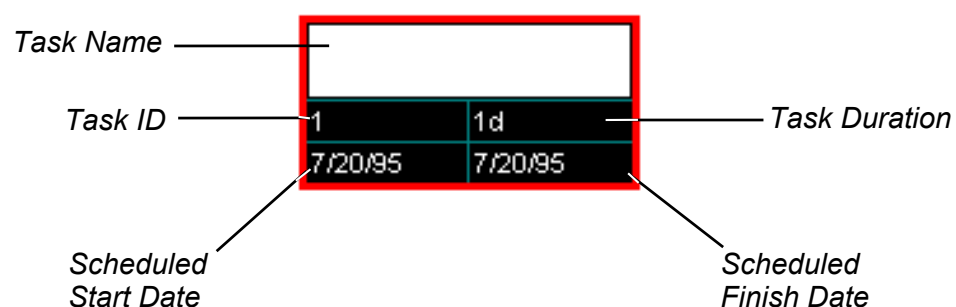 Task Name
Task ID
1
1d
Task Duration
7/20/95
7/20/95
Scheduled
Start Date
Scheduled
Finish Date